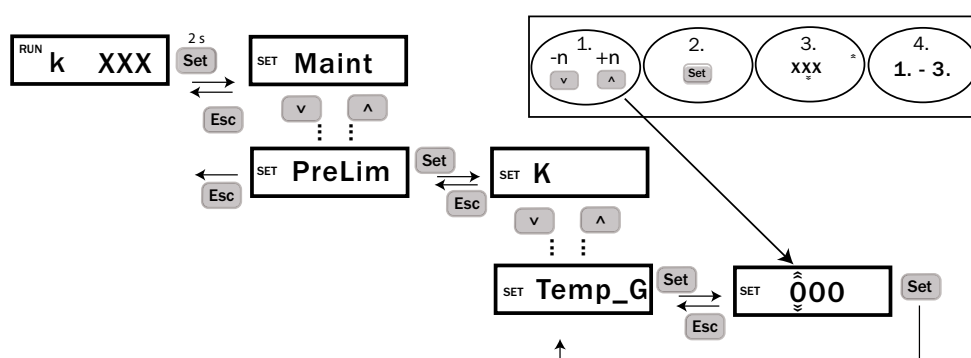 2 s
RUN k XXX Set
Esc
SET Maint
v ^
SET PreLim Set
Esc Esc
SET K
v ^
SET Temp_G Set
Esc
SET 000 Set
1.
-n +n
v ^
2.
Set
3.
xxx *
4.
1. - 3.